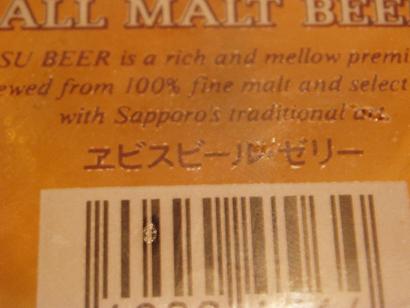 ALL MALT BEE
SU BEER is a rich and mellow premi
ewed from 100% fine malt and select
with Sapporo's traditional art.
ヱビスビール・ゼリー